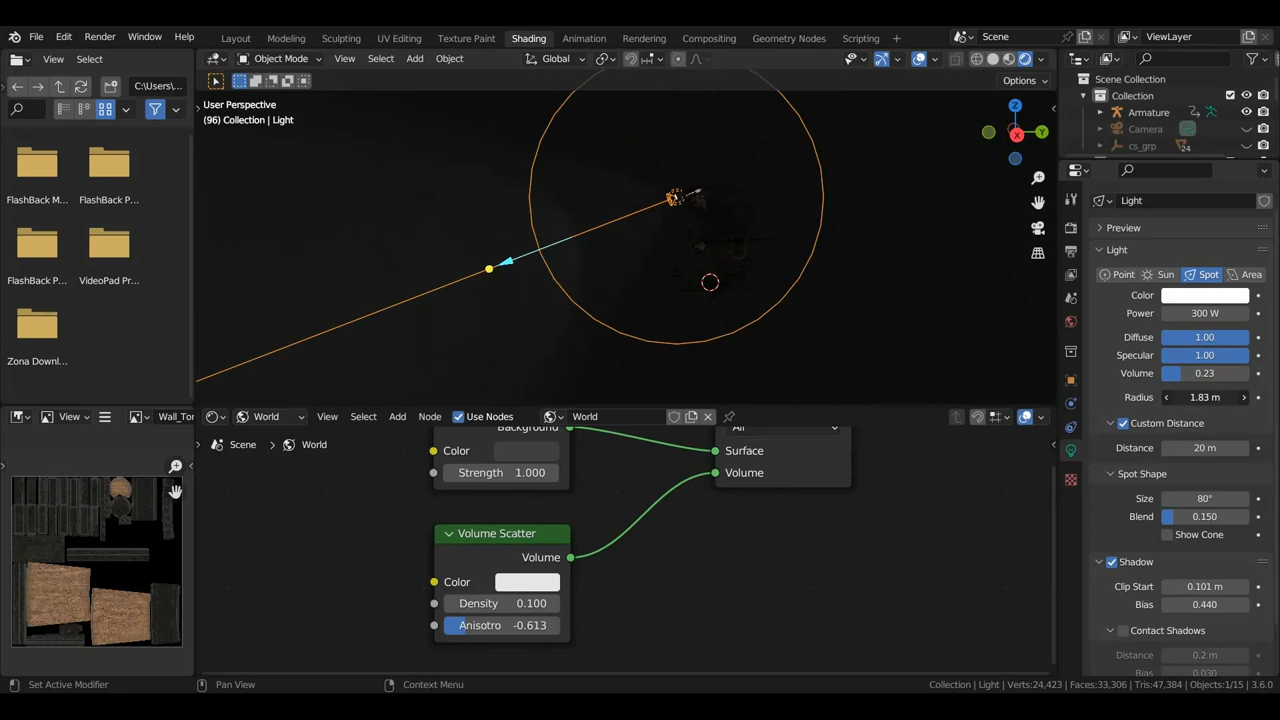 File Edit Render Window Help
Layout Modeling Sculpting UV Editing Texture Paint Shading Animation Rendering Compositing Geometry Nodes Scripting + Scene ViewLayer
View Select
Object Mode View Select Add Object Global
C:\Users\...
Options
User Perspective
(96) Collection | Light
Z
Y
X
FlashBack M...
FlashBack P...
FlashBack P...
VideoPad Pr...
Zona Downl...
Scene Collection
Collection
Armature
Camera
cs_grp
24
Light
Preview
Light
Point Sun Spot Area
Color
Power 300 W
Diffuse 1.00
Specular 1.00
Volume 0.23
Radius 1.83 m
Custom Distance
Distance 20 m
Spot Shape
Size 80°
Blend 0.150
Show Cone
Shadow
Clip Start 0.101 m
Bias 0.440
Contact Shadows
Distance 0.2 m
Bias 0.030
View Wall_To
World View Select Add Node Use Nodes World
Scene World
Background
Color
Strength 1.000
All
Surface
Volume
Volume Scatter
Volume
Color
Density 0.100
Anisotro -0.613
Set Active Modifier Pan View Context Menu Collection | Light | Verts:24,423 | Faces:33,306 | Tris:47,384 | Objects:1/15 | 3.6.0